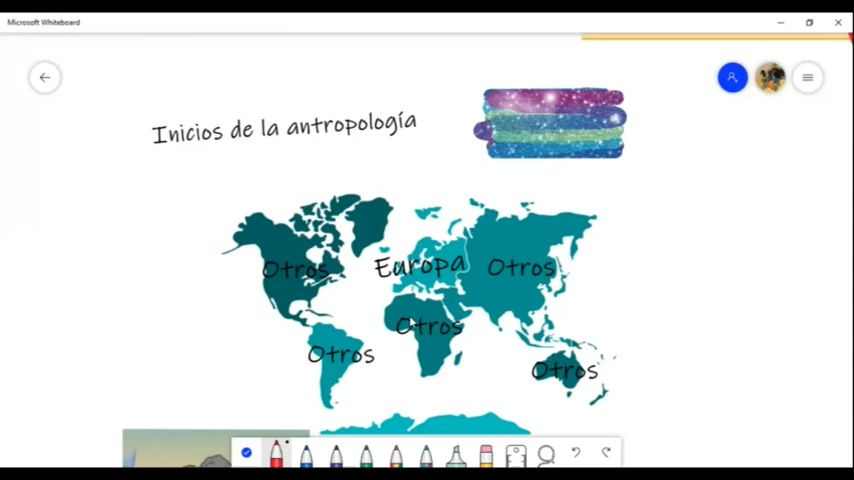 Microsoft Whiteboard
Inicios de la antropología
Otros
Europa
Otros
Otros
Otros
Otros